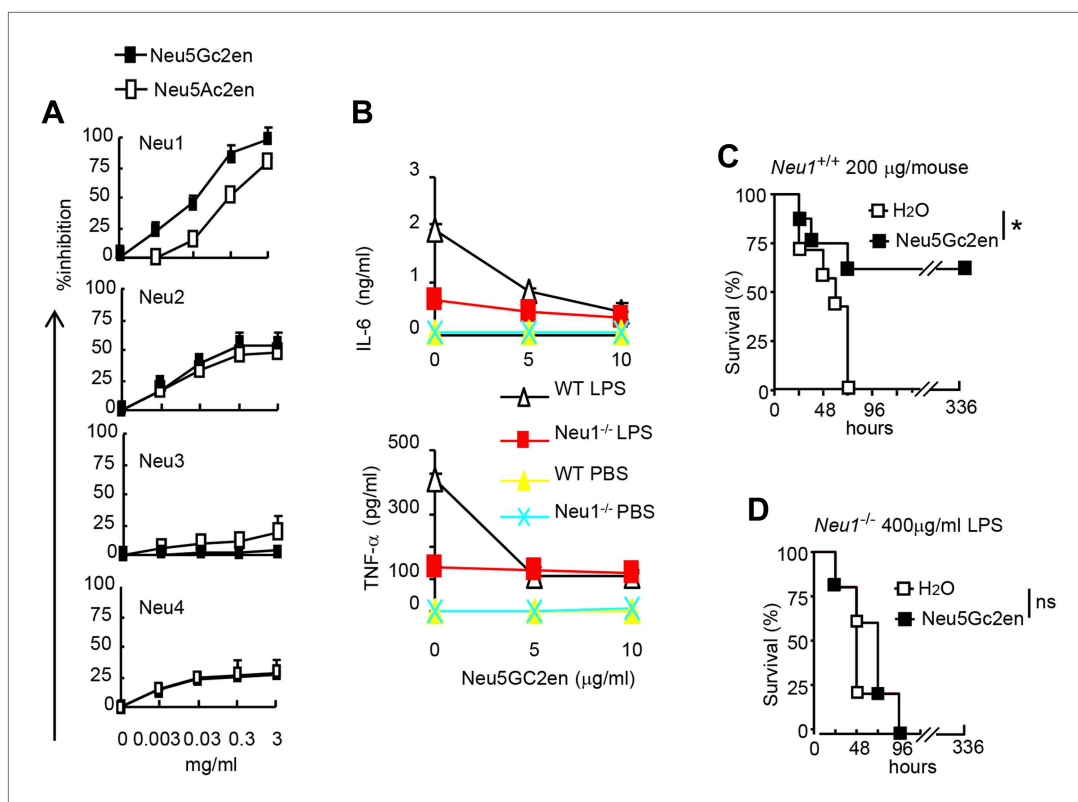 Neu5Gc2en
Neu5Ac2en
A
%inhibition
Neu1
100
75
50
25
0
Neu2
100
75
50
25
0
Neu3
100
75
50
25
0
Neu4
100
75
50
25
0
0 0.003 0.03 0.3 3
mg/ml
B
IL-6 (ng/ml)
3
2
1
0
0 5 10
WT LPS
Neu1-/- LPS
WT PBS
Neu1-/- PBS
TNF-α (pg/ml)
500
300
100
0
0 5 10
Neu5GC2en (μg/ml)
C
Neu1+/+ 200 μg/mouse
H2O
Neu5Gc2en
*
Survival (%)
100
75
50
25
0
0 48 96 336
hours
D
Neu1-/- 400μg/ml LPS
H2O
Neu5Gc2en
ns
Survival (%)
100
75
50
25
0
0 48 96 336
hours